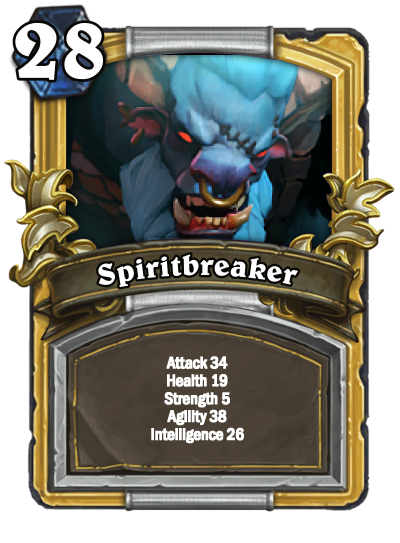 28
Spiritbreaker
Attack 34
Health 19
Strength 5
Agility 38
Intelligence 26